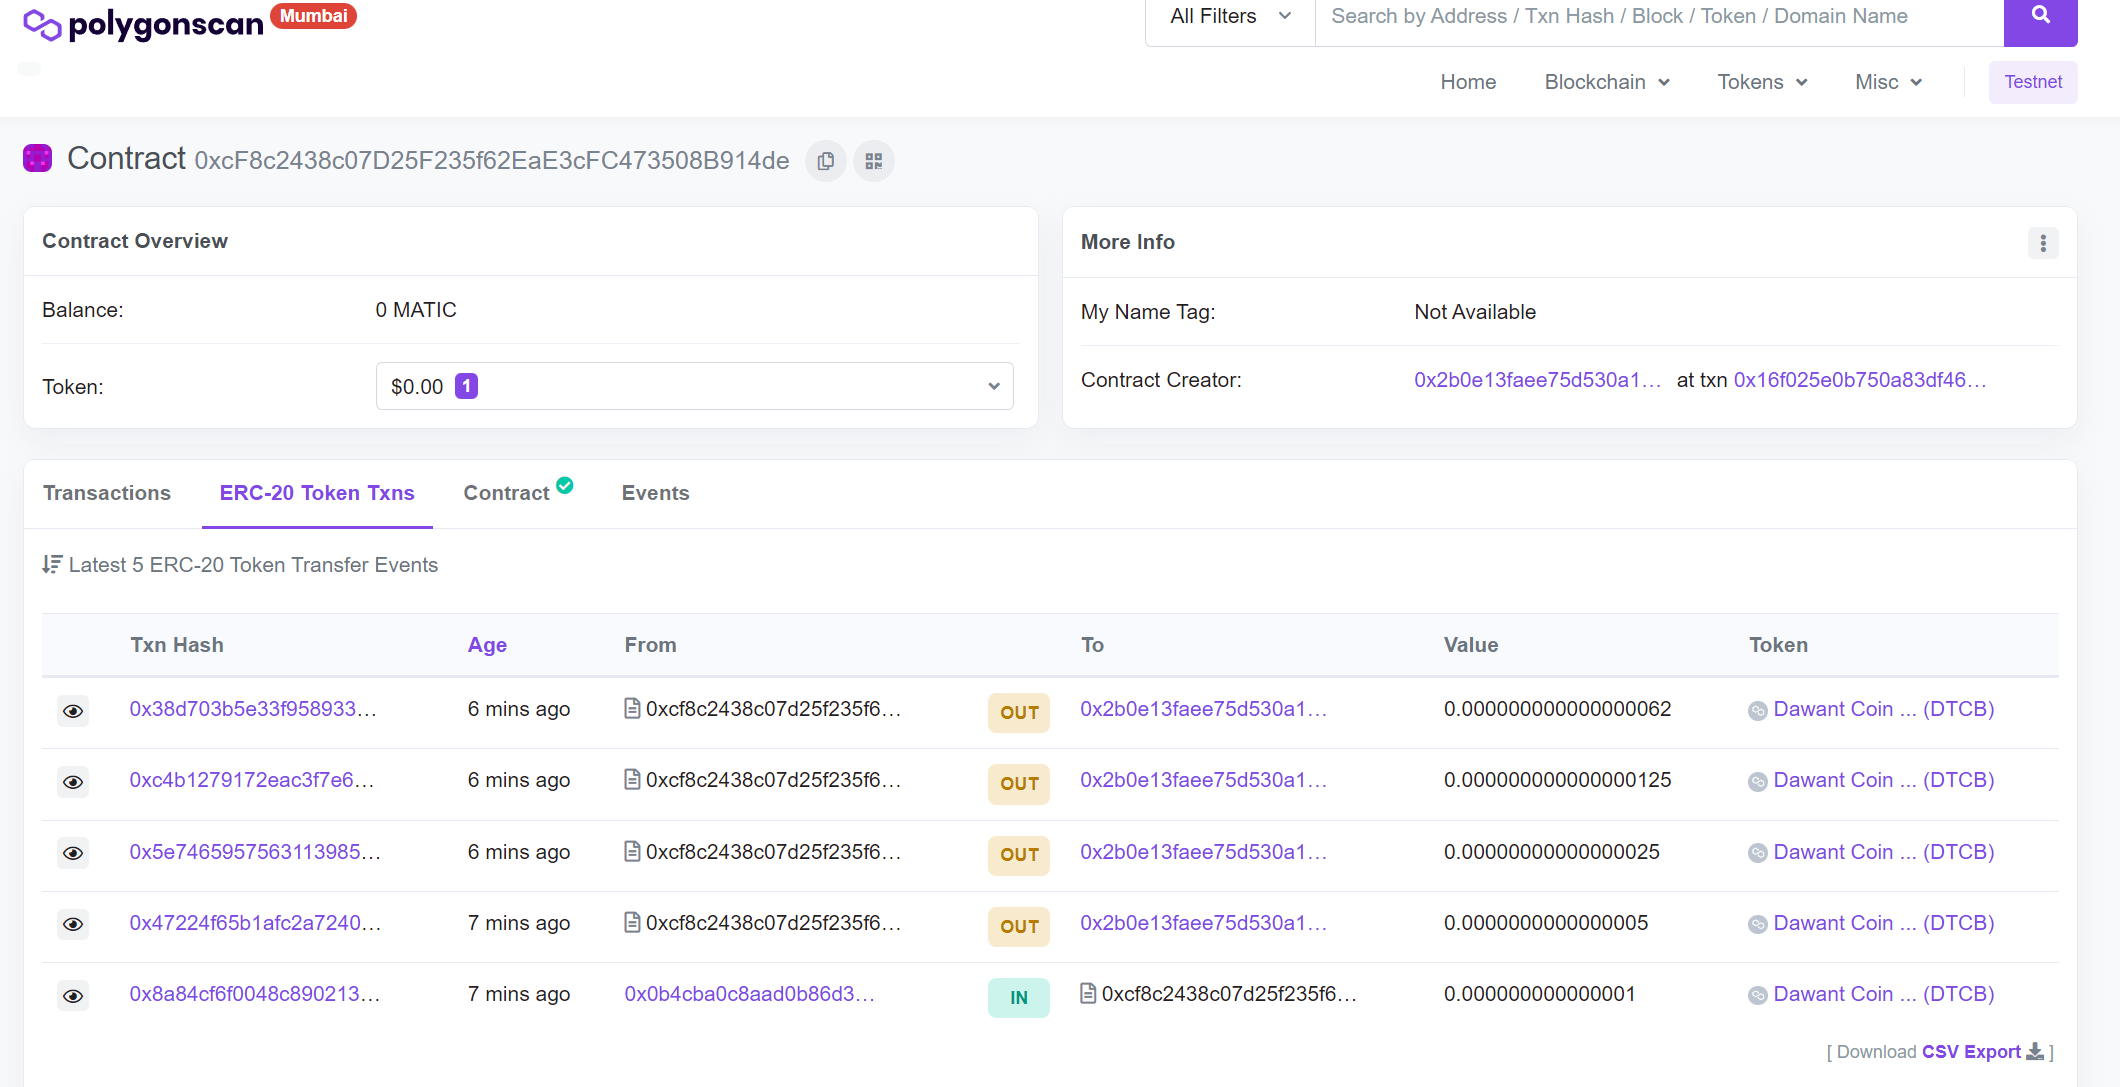 polygonscan Mumbai
All Filters Search by Address / Txn Hash / Block / Token / Domain Name
Home Blockchain Tokens Misc Testnet
Contract 0xcF8c2438c07D25F235f62EaE3cFC473508B914de
Contract Overview
Balance: 0 MATIC
Token: $0.00 1
More Info
My Name Tag: Not Available
Contract Creator: 0x2b0e13faee75d530a1... at txn 0x16f025e0b750a83df46...
Transactions ERC-20 Token Txns Contract Events
Latest 5 ERC-20 Token Transfer Events
Txn Hash Age From To Value Token
0x38d703b5e33f958933... 6 mins ago 0xcf8c2438c07d25f235f6... OUT 0x2b0e13faee75d530a1... 0.000000000000000062 Dawant Coin ... (DTCB)
0xc4b1279172eac3f7e6... 6 mins ago 0xcf8c2438c07d25f235f6... OUT 0x2b0e13faee75d530a1... 0.000000000000000125 Dawant Coin ... (DTCB)
0x5e7465957563113985... 6 mins ago 0xcf8c2438c07d25f235f6... OUT 0x2b0e13faee75d530a1... 0.00000000000000025 Dawant Coin ... (DTCB)
0x47224f65b1afc2a7240... 7 mins ago 0xcf8c2438c07d25f235f6... OUT 0x2b0e13faee75d530a1... 0.0000000000000005 Dawant Coin ... (DTCB)
0x8a84cf6f0048c890213... 7 mins ago 0x0b4cba0c8aad0b86d3... IN 0xcf8c2438c07d25f235f6... 0.000000000000001 Dawant Coin ... (DTCB)
[ Download CSV Export ]